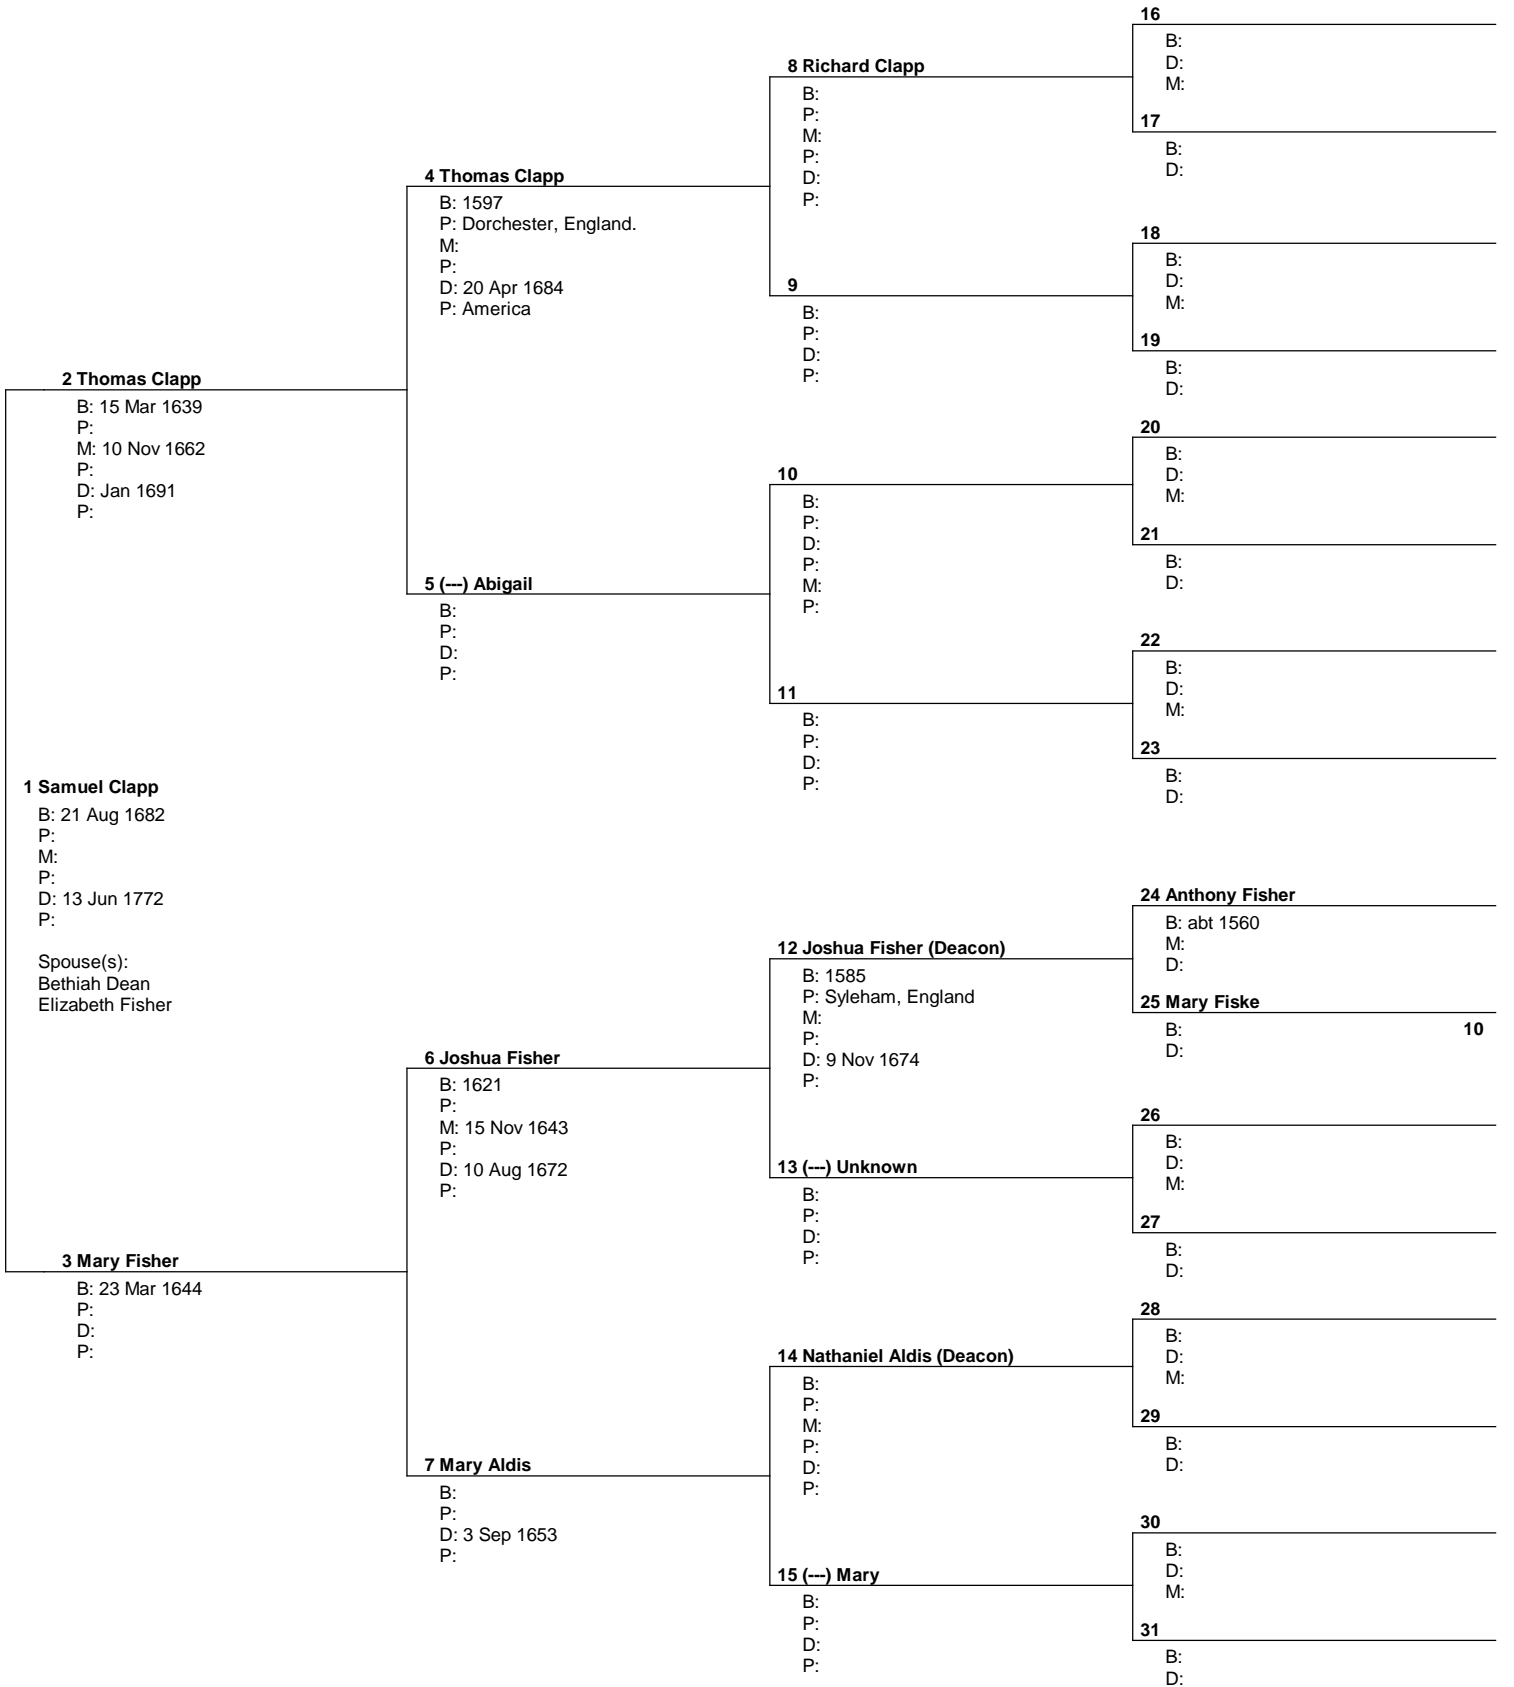 16
B:
D:
M:
8 Richard Clapp
B:
P:
M:
P:
D:
P:
17
B:
D:
4 Thomas Clapp
B: 1597
P: Dorchester, England.
M:
P:
D: 20 Apr 1684
P: America
18
B:
D:
M:
9
B:
P:
D:
P:
19
B:
D:
2 Thomas Clapp
B: 15 Mar 1639
P:
M: 10 Nov 1662
P:
D: Jan 1691
P:
20
B:
D:
M:
10
B:
P:
D:
P:
M:
P:
21
B:
D:
5 (---) Abigail
B:
P:
D:
P:
22
B:
D:
M:
11
B:
P:
D:
P:
23
B:
D:
1 Samuel Clapp
B: 21 Aug 1682
P:
M:
P:
D: 13 Jun 1772
P:
Spouse(s):
Bethiah Dean
Elizabeth Fisher
24 Anthony Fisher
B: abt 1560
M:
D:
12 Joshua Fisher (Deacon)
B: 1585
P: Syleham, England
M:
P:
D: 9 Nov 1674
P:
25 Mary Fiske
B: 10
D:
6 Joshua Fisher
B: 1621
P:
M: 15 Nov 1643
P:
D: 10 Aug 1672
P:
26
B:
D:
M:
13 (---) Unknown
B:
P:
D:
P:
27
B:
D:
3 Mary Fisher
B: 23 Mar 1644
P:
D:
P:
28
B:
D:
M:
14 Nathaniel Aldis (Deacon)
B:
P:
M:
P:
D:
P:
29
B:
D:
7 Mary Aldis
B:
P:
D: 3 Sep 1653
P:
30
B:
D:
M:
15 (---) Mary
B:
P:
D:
P:
31
B:
D: